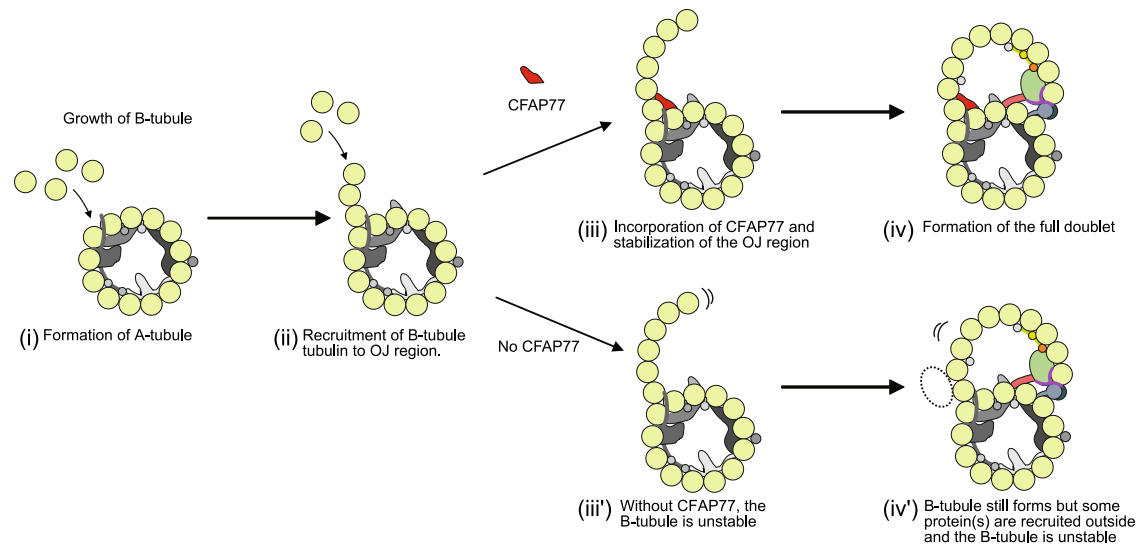 Growth of B-tubule
CFAP77
(i) Formation of A-tubule
(ii) Recruitment of B-tubule
tubulin to OJ region.
(iii) Incorporation of CFAP77 and
stabilization of the OJ region
(iv) Formation of the full doublet
No CFAP77
(iii') Without CFAP77, the
B-tubule is unstable
(iv') B-tubule still forms but some
protein(s) are recruited outside
and the B-tubule is unstable